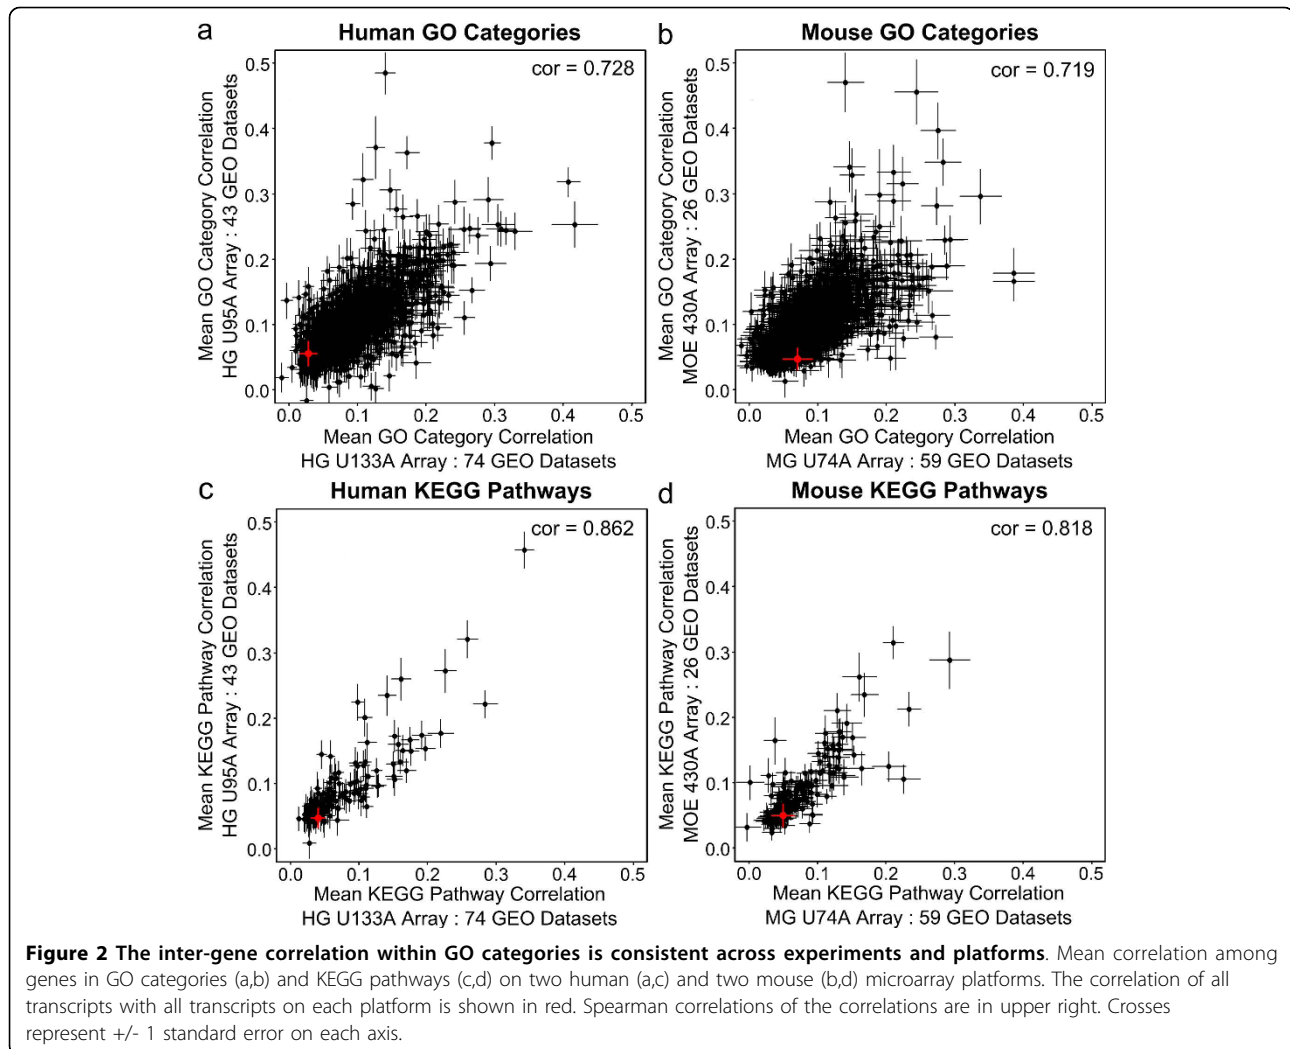 a
Human GO Categories
cor = 0.728
Mean GO Category Correlation
HG U95A Array : 43 GEO Datasets
0.5
0.4
0.3
0.2
0.1
0.0
0.0 0.1 0.2 0.3 0.4 0.5
Mean GO Category Correlation
HG U133A Array : 74 GEO Datasets
b
Mouse GO Categories
cor = 0.719
Mean GO Category Correlation
MOE 430A Array : 26 GEO Datasets
0.5
0.4
0.3
0.2
0.1
0.0
0.0 0.1 0.2 0.3 0.4 0.5
Mean GO Category Correlation
MG U74A Array : 59 GEO Datasets
c
Human KEGG Pathways
cor = 0.862
Mean KEGG Pathway Correlation
HG U95A Array : 43 GEO Datasets
0.5
0.4
0.3
0.2
0.1
0.0
0.0 0.1 0.2 0.3 0.4 0.5
Mean KEGG Pathway Correlation
HG U133A Array : 74 GEO Datasets
d
Mouse KEGG Pathways
cor = 0.818
Mean KEGG Pathway Correlation
MOE 430A Array : 26 GEO Datasets
0.5
0.4
0.3
0.2
0.1
0.0
0.0 0.1 0.2 0.3 0.4 0.5
Mean KEGG Pathway Correlation
MG U74A Array : 59 GEO Datasets
Figure 2 The inter-gene correlation within GO categories is consistent across experiments and platforms. Mean correlation among
genes in GO categories (a,b) and KEGG pathways (c,d) on two human (a,c) and two mouse (b,d) microarray platforms. The correlation of all
transcripts with all transcripts on each platform is shown in red. Spearman correlations of the correlations are in upper right. Crosses
represent +/- 1 standard error on each axis.